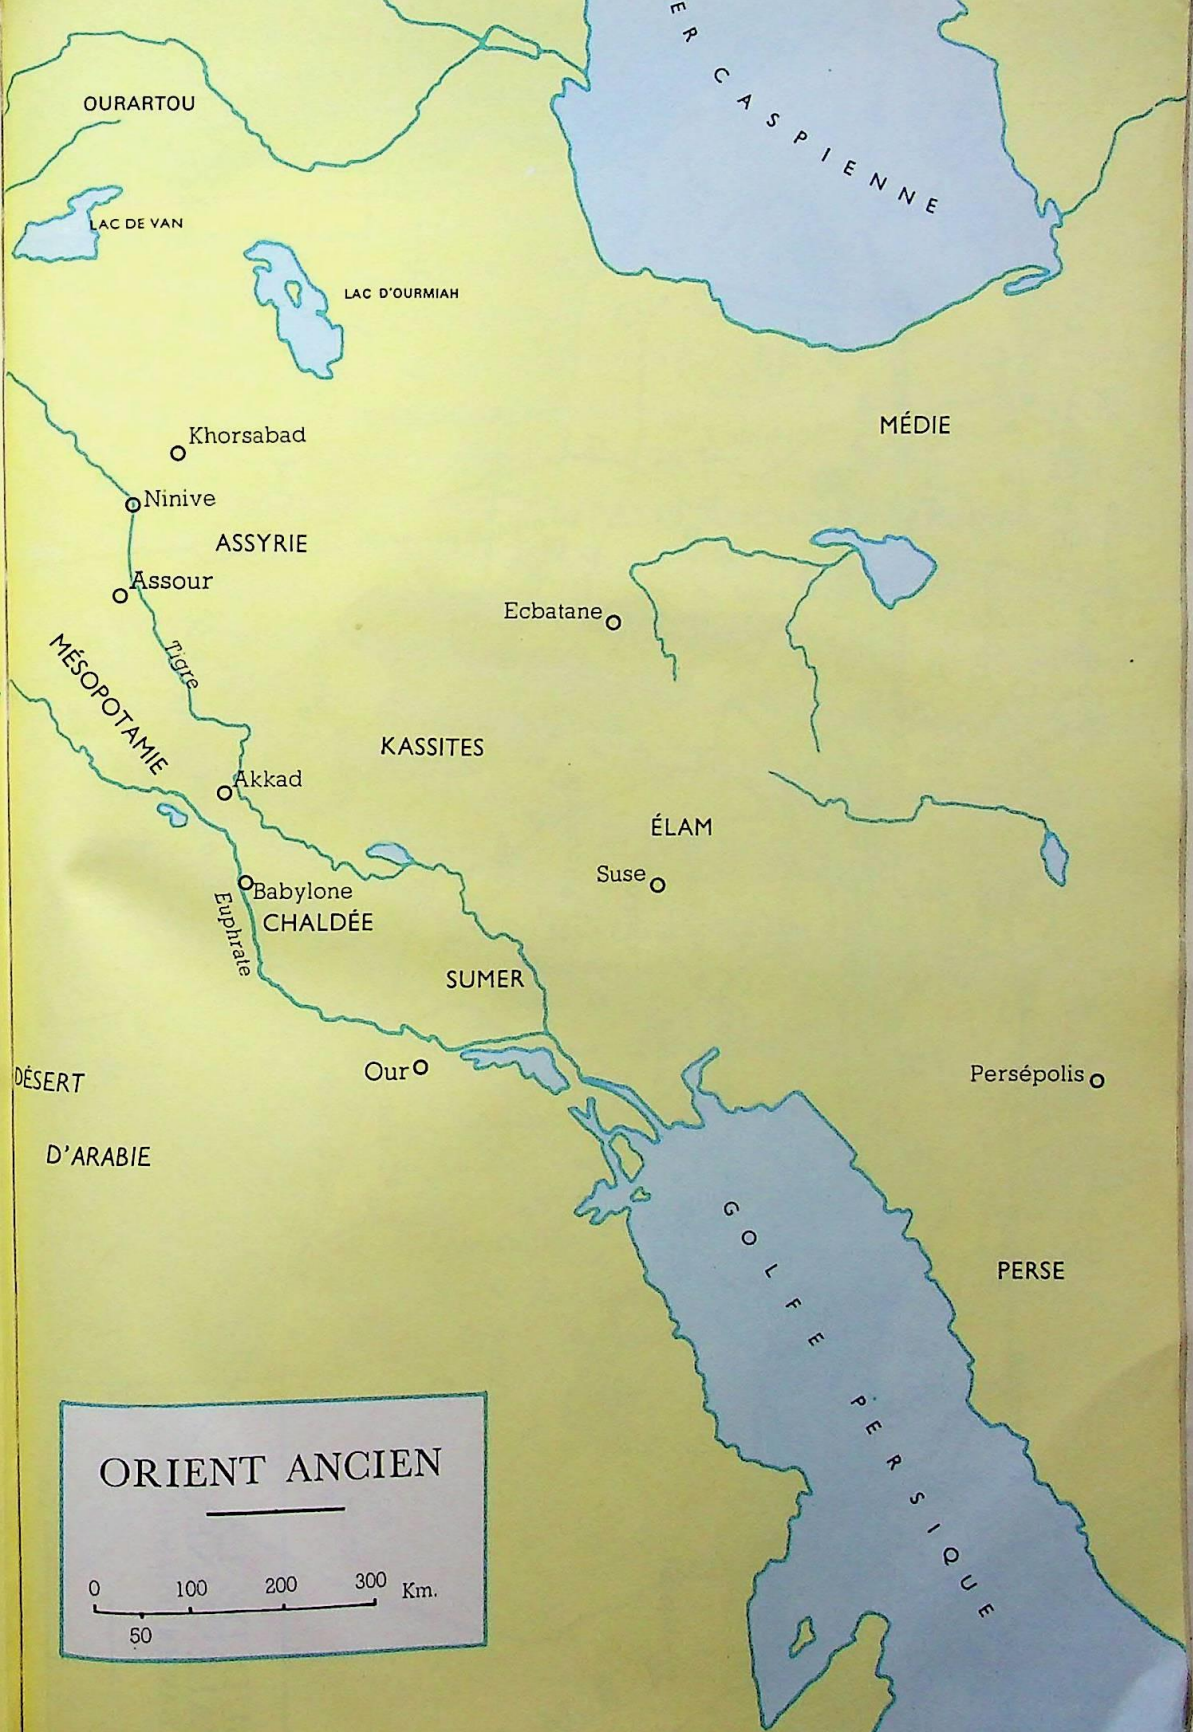 ER CASPIENNE
OURARTOU
LAC DE VAN
LAC D'OURMIAH
MÉDIE
Khorsabad
Ninive
ASSYRIE
Assour
Ecbatane
Tigre
MÉSOPOTAMIE
KASSITES
Akkad
ÉLAM
Suse
Babylone
CHALDÉE
Euphrate
SUMER
Our
Persépolis
DÉSERT
D'ARABIE
GOLFE PERSIQUE
PERSE
ORIENT ANCIEN
0 100 200 300 Km.
50